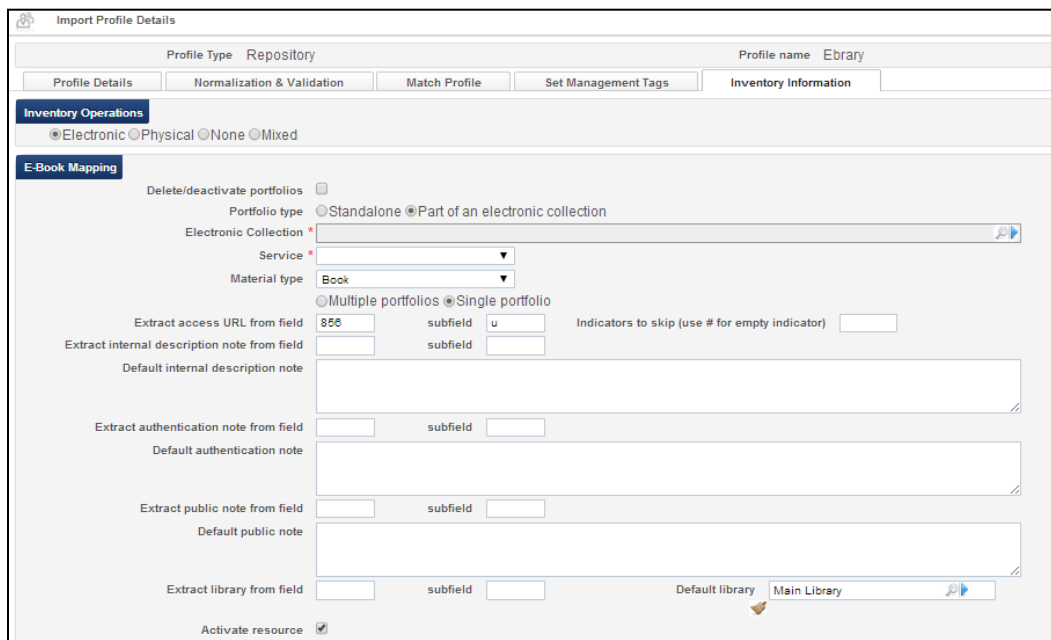 Import Profile Details
Profile Type Repository Profile name Ebrary
Profile Details Normalization & Validation Match Profile Set Management Tags Inventory Information
Inventory Operations
Electronic Physical None Mixed
E-Book Mapping
Delete/deactivate portfolios
Portfolio type Standalone Part of an electronic collection
Electronic Collection *
Service *
Material type Book
Multiple portfolios Single portfolio
Extract access URL from field 856 subfield u Indicators to skip (use # for empty indicator)
Extract internal description note from field subfield
Default internal description note
Extract authentication note from field subfield
Default authentication note
Extract public note from field subfield
Default public note
Extract library from field subfield Default library Main Library
Activate resource